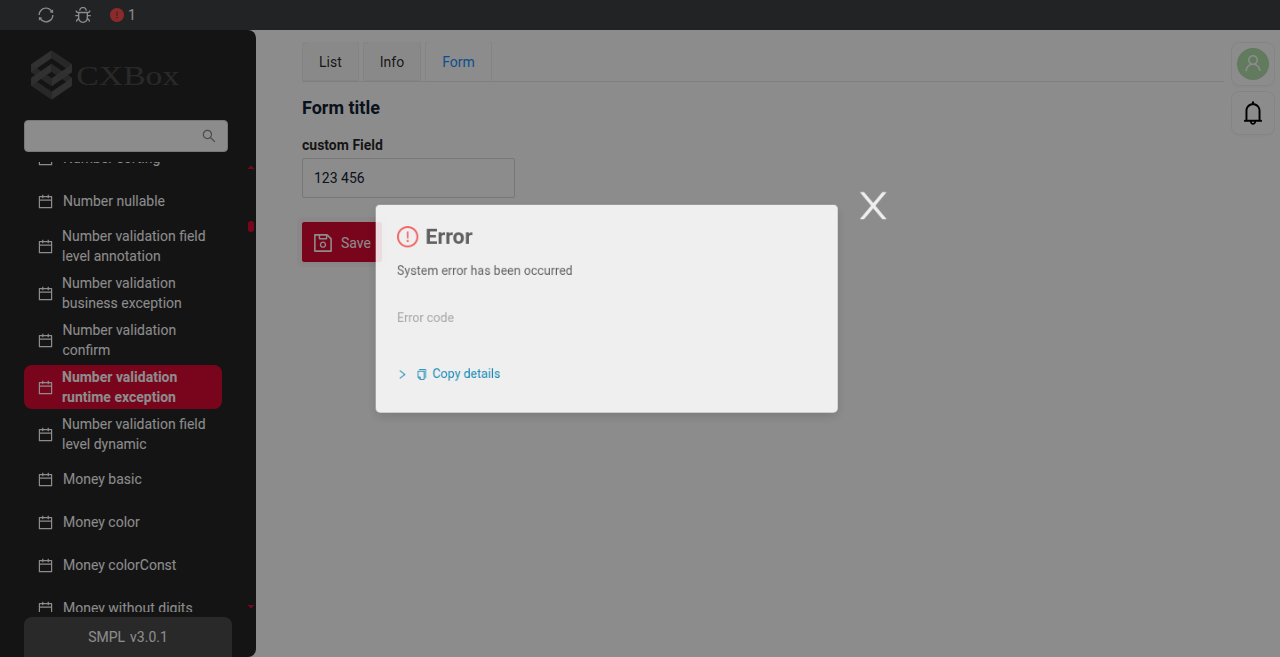 1
CXBox
List
Info
Form
Form title
custom Field
123 456
Save
Error
System error has been occurred
Error code
Copy details
Number sorting
Number nullable
Number validation field
level annotation
Number validation
business exception
Number validation
confirm
Number validation
runtime exception
Number validation field
level dynamic
Money basic
Money color
Money colorConst
Money without digits
SMPL v3.0.1